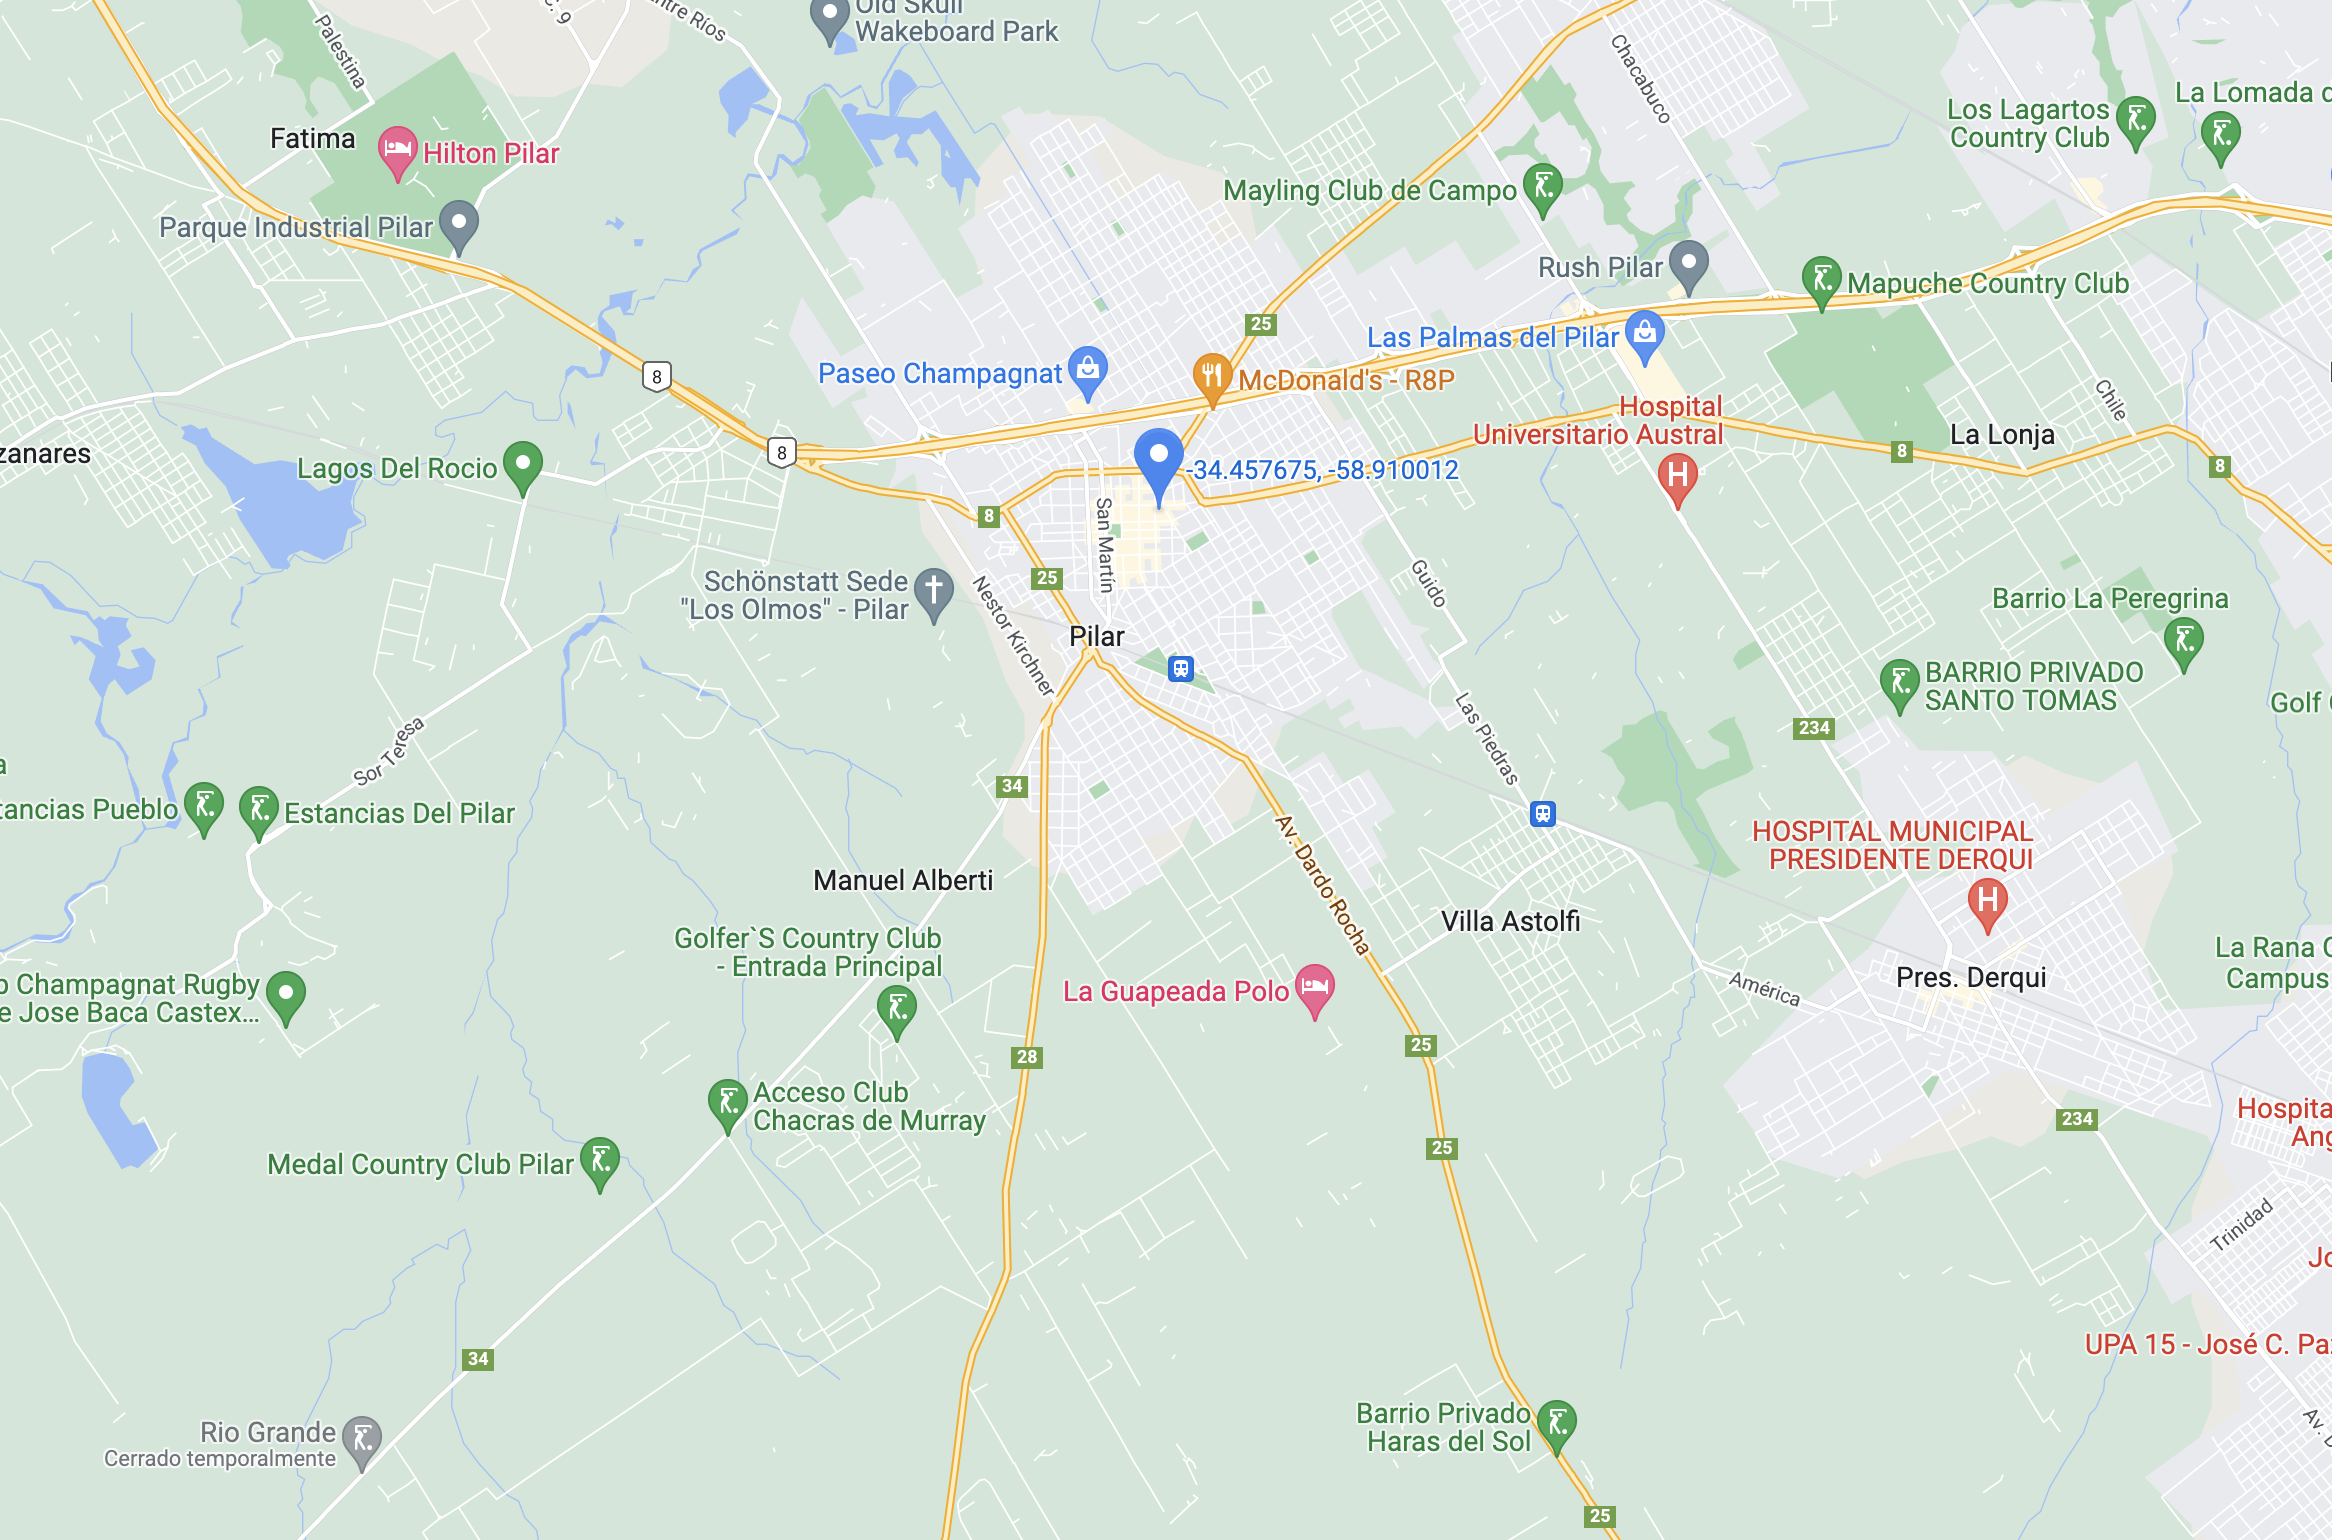 Palestina
C. 9
Entre Ríos
Old Skull
Wakeboard Park
Chacabuco
Los Lagartos
Country Club
La Lomada d
Fatima
Hilton Pilar
Parque Industrial Pilar
Mayling Club de Campo
Rush Pilar
Mapuche Country Club
25
Las Palmas del Pilar
Paseo Champagnat
McDonald's - R8P
8
8
Hospital
Universitario Austral
Chile
La Lonja
8
8
zanares
Lagos Del Rocio
-34.457675, -58.910012
8
San Martín
25
Schönstatt Sede
"Los Olmos" - Pilar
Nestor Kirchner
Guido
Barrio La Peregrina
Pilar
BARRIO PRIVADO
SANTO TOMAS
Golf
234
Las Piedras
Sor Teresa
a
tancias Pueblo
Estancias Del Pilar
34
Av. Dardo Rocha
HOSPITAL MUNICIPAL
PRESIDENTE DERQUI
Manuel Alberti
Villa Astolfi
Golfer`S Country Club
- Entrada Principal
La Guapeada Polo
América
Pres. Derqui
La Rana
Campus
o Champagnat Rugby
e Jose Baca Castex...
28
25
Acceso Club
Chacras de Murray
234
Hospita
Ang
25
Medal Country Club Pilar
Trinidad
Jo
34
UPA 15 - José C. Paz
Rio Grande
Cerrado temporalmente
Barrio Privado
Haras del Sol
Av.
25